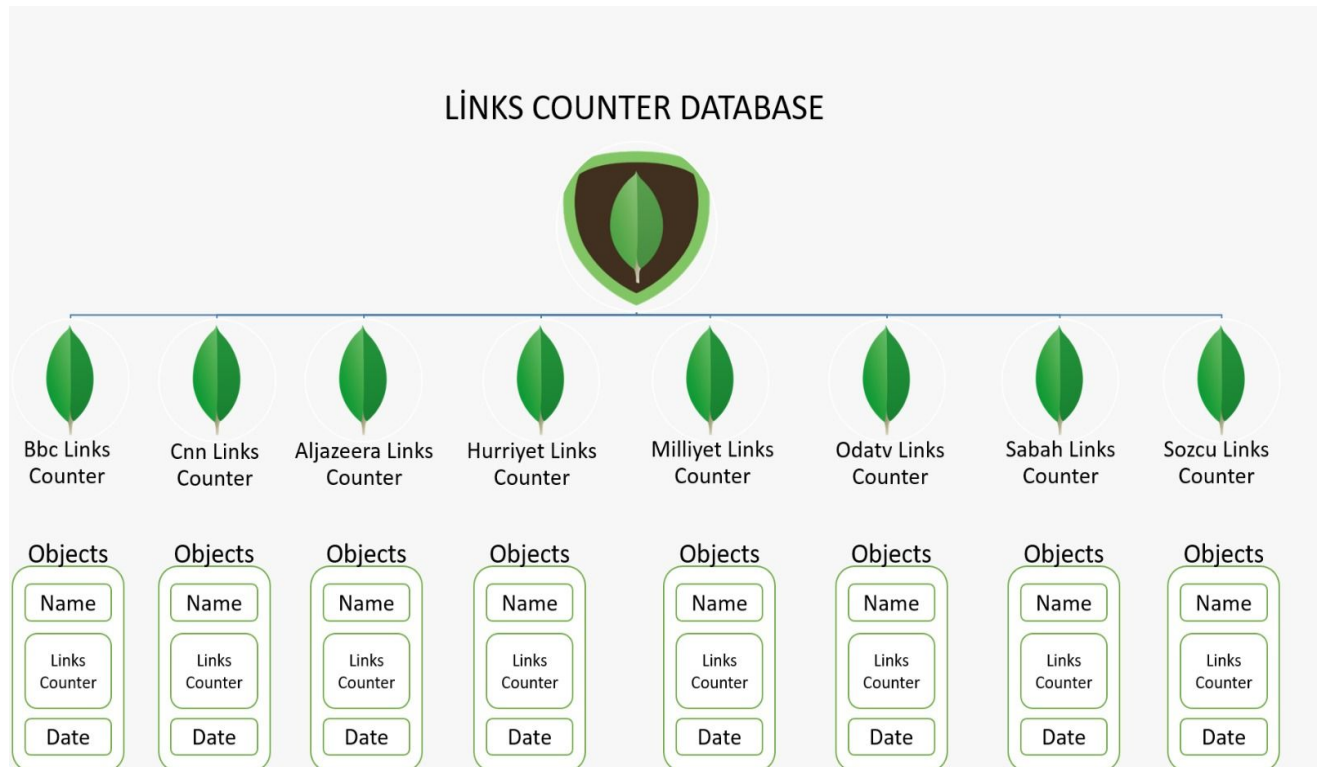 LİNKS COUNTER DATABASE
Bbc Links
Counter
Cnn Links
Counter
Aljazeera Links
Counter
Hurriyet Links
Counter
Milliyet Links
Counter
Odatv Links
Counter
Sabah Links
Counter
Sozcu Links
Counter
Objects
Name
Links
Counter
Date
Objects
Name
Links
Counter
Date
Objects
Name
Links
Counter
Date
Objects
Name
Links
Counter
Date
Objects
Name
Links
Counter
Date
Objects
Name
Links
Counter
Date
Objects
Name
Links
Counter
Date
Objects
Name
Links
Counter
Date